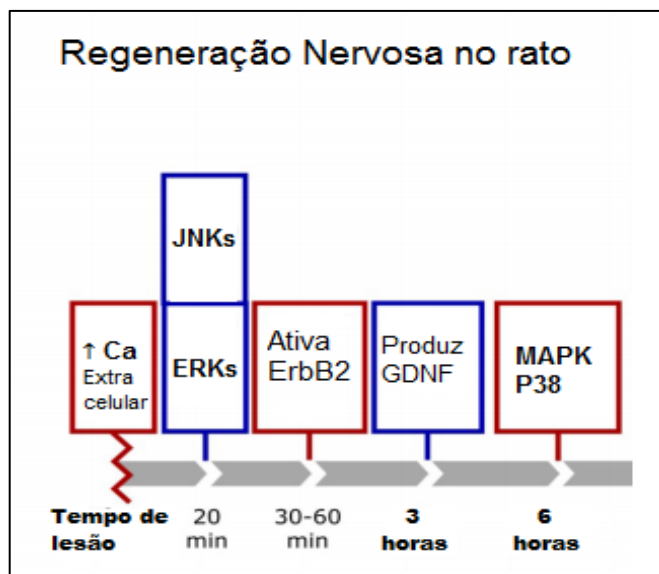 Regeneração Nervosa no rato
JNKs
↑ Ca
Extra
celular
ERKs
Ativa
ErbB2
Produz
GDNF
MAPK
P38
Tempo de
lesão
20
min
30-60
min
3
horas
6
horas